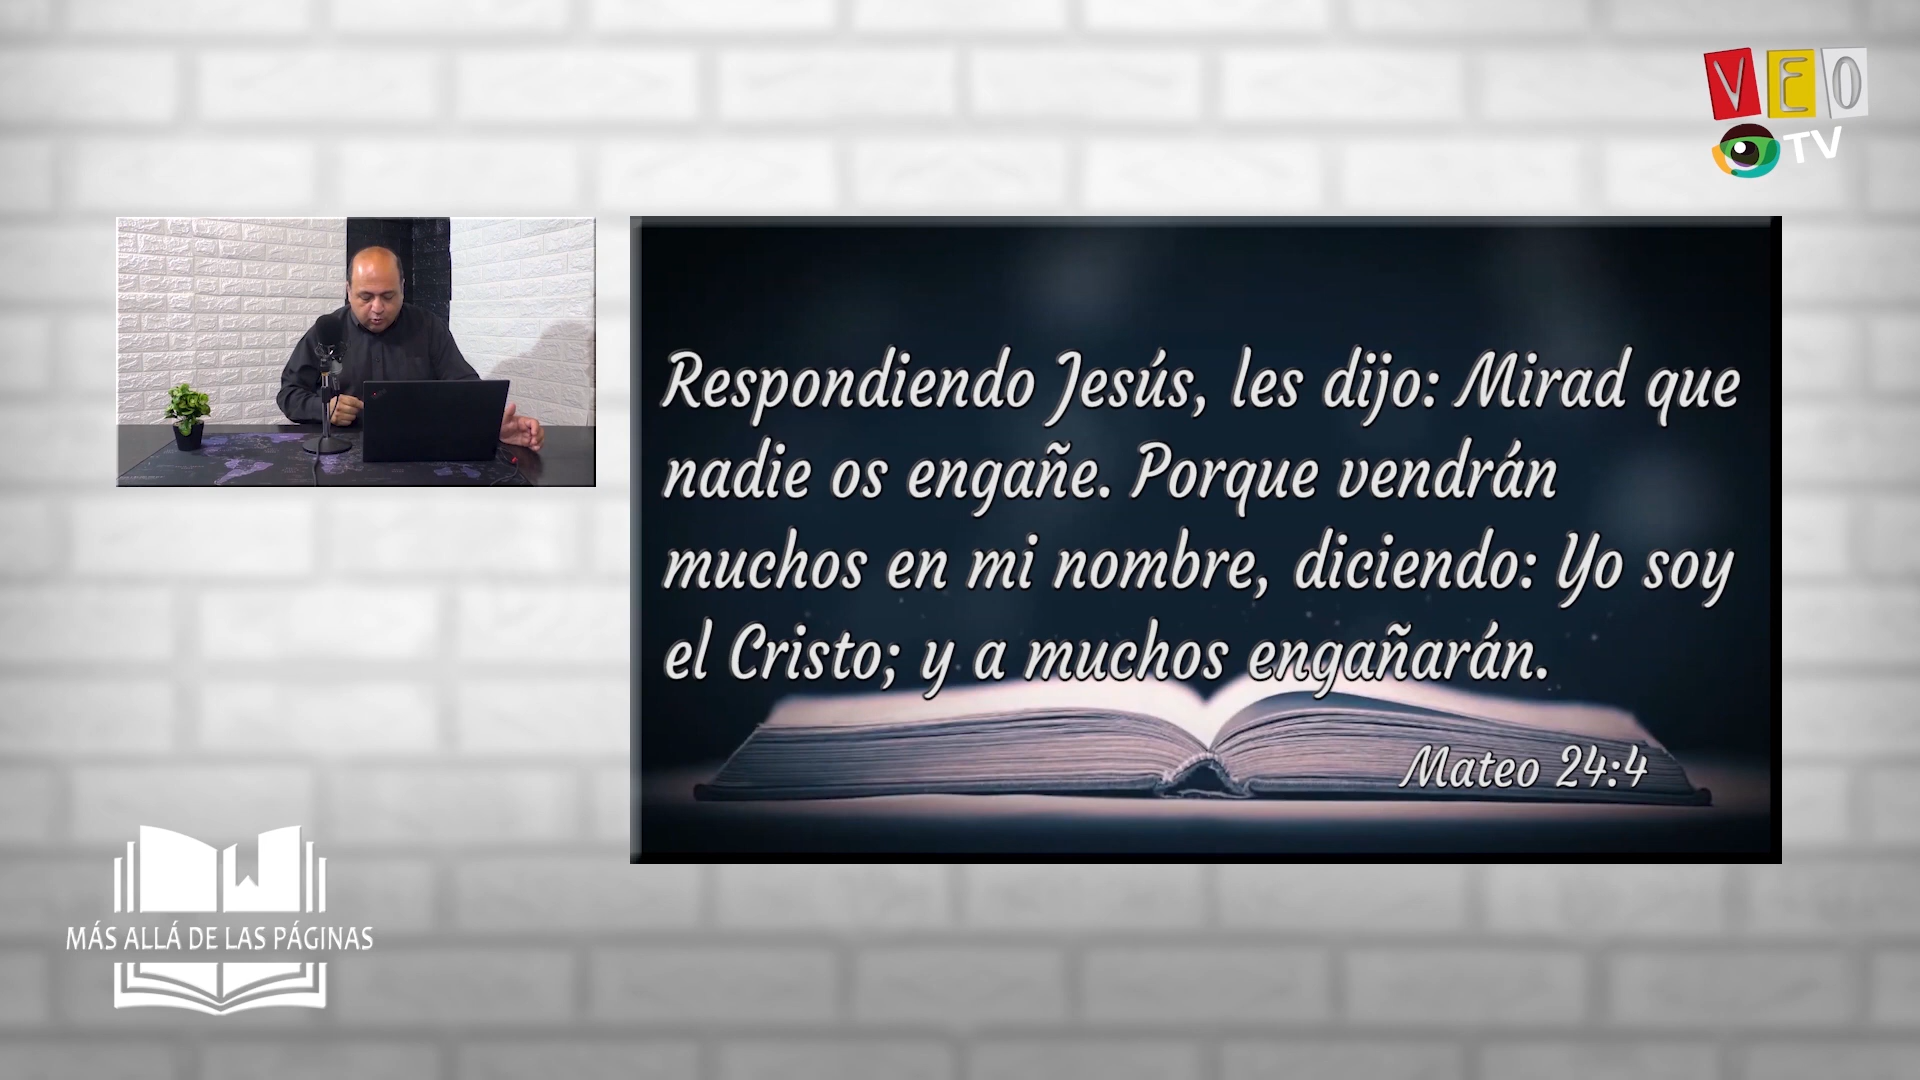 VEO
TV
Respondiendo Jesús, les dijo: Mirad que
nadie os engañe. Porque vendrán
muchos en mi nombre, diciendo: Yo soy
el Cristo; y a muchos engañarán.
Mateo 24:4
MÁS ALLÁ DE LAS PÁGINAS